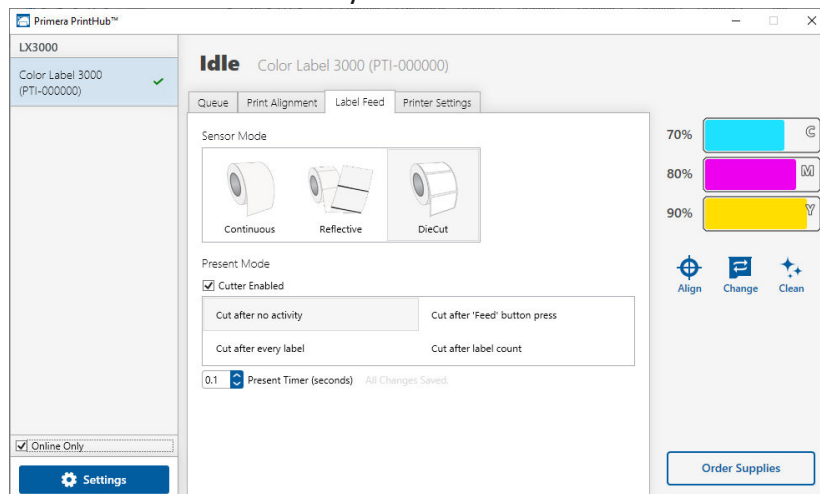 Primera PrintHub™
LX3000
Color Label 3000
(PTI-000000)
Idle Color Label 3000 (PTI-000000)
Queue Print Alignment Label Feed Printer Settings
Sensor Mode
Continuous Reflective DieCut
Present Mode
Cutter Enabled
Cut after no activity Cut after 'Feed' button press
Cut after every label Cut after label count
0.1 Present Timer (seconds) All Changes Saved.
70% C
80% M
90% Y
Align Change Clean
Online Only
Settings
Order Supplies